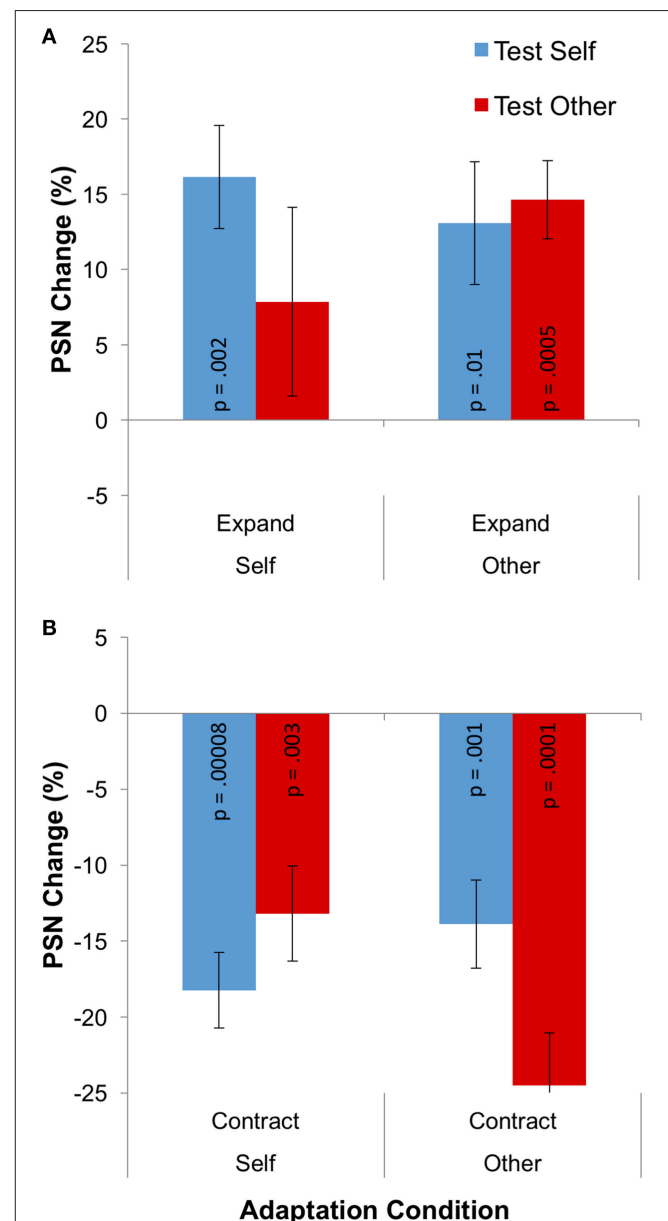 A
Test Self
Test Other
PSN Change (%)
25
20
15
10
5
0
-5
p = .002
p = .01
p = .0005
Expand
Expand
Self
Other
B
PSN Change (%)
5
0
-5
-10
-15
-20
-25
p = .00008
p = .003
p = .001
p = .0001
Contract
Contract
Self
Other
Adaptation Condition